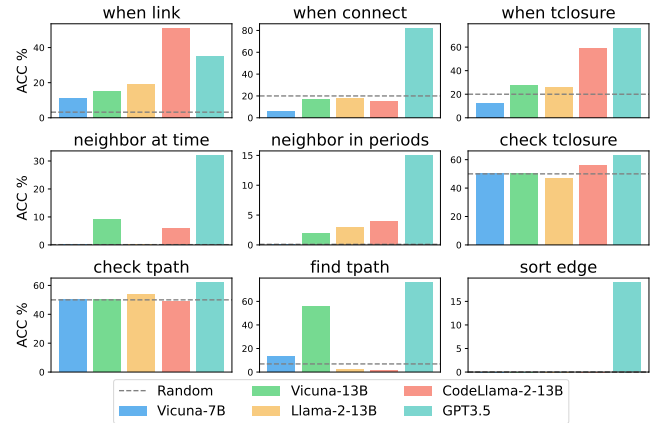 when link
when connect
when tclosure
ACC %
0
20
40
0
20
40
60
80
0
20
40
60
neighbor at time
neighbor in periods
check tclosure
ACC %
0
10
20
30
0
5
10
15
0
20
40
60
check tpath
find tpath
sort edge
ACC %
0
20
40
60
0
20
40
60
0
5
10
15
Random
Vicuna-7B
Vicuna-13B
Llama-2-13B
CodeLlama-2-13B
GPT3.5